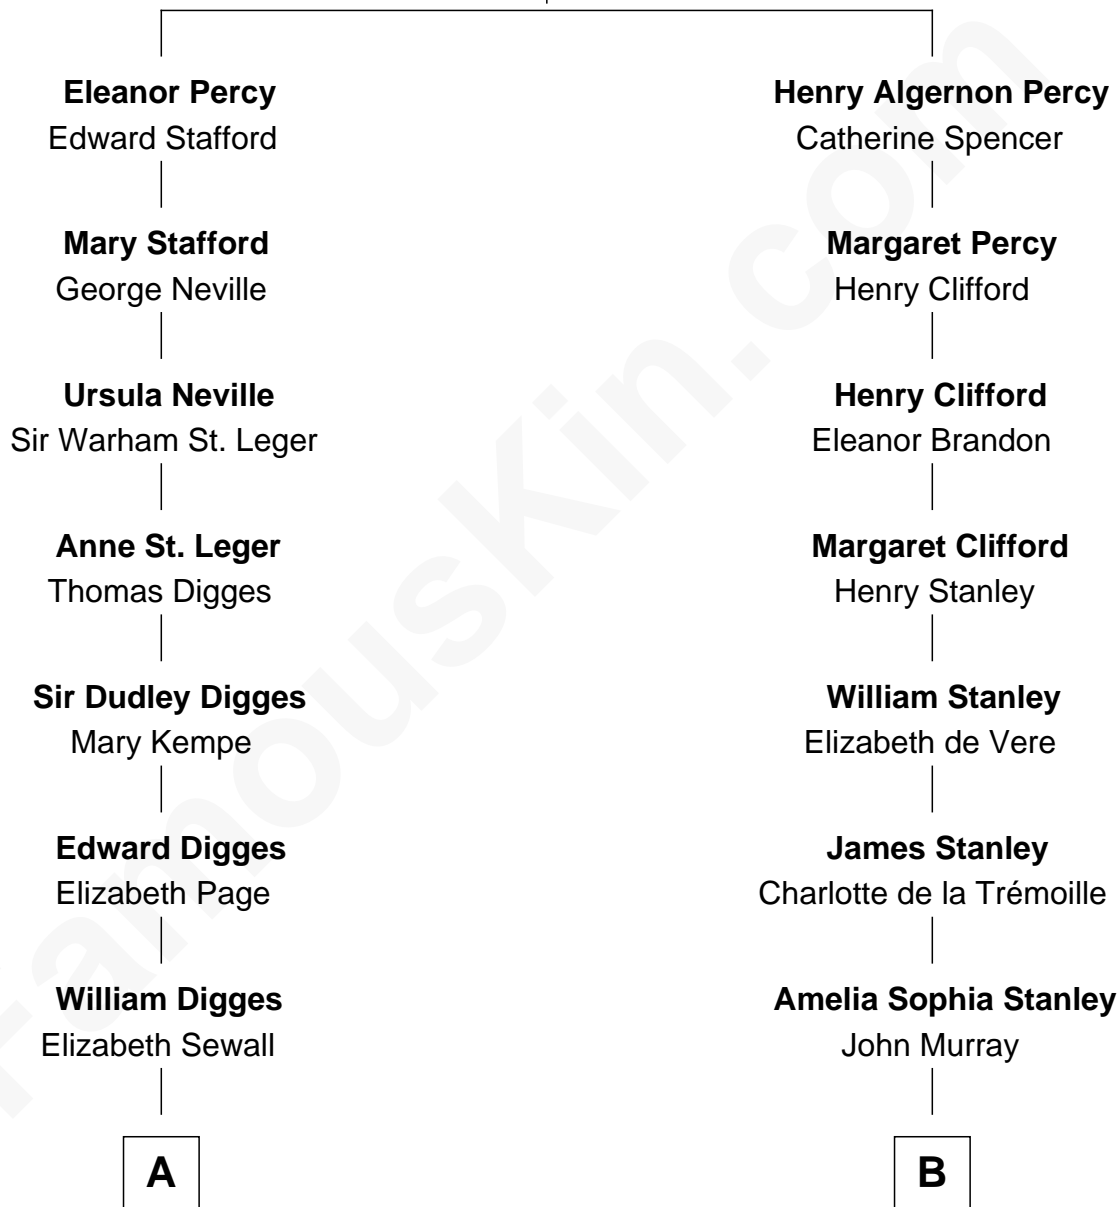 Eleanor Percy
Edward Stafford
Mary Stafford
George Neville
Ursula Neville
Sir Warham St. Leger
Anne St. Leger
Thomas Digges
Sir Dudley Digges
Mary Kempe
Edward Digges
Elizabeth Page
William Digges
Elizabeth Sewall
A
Henry Algernon Percy
Catherine Spencer
Margaret Percy
Henry Clifford
Henry Clifford
Eleanor Brandon
Margaret Clifford
Henry Stanley
William Stanley
Elizabeth de Vere
James Stanley
Charlotte de la Trémoille
Amelia Sophia Stanley
John Murray
B
FamousKin.com